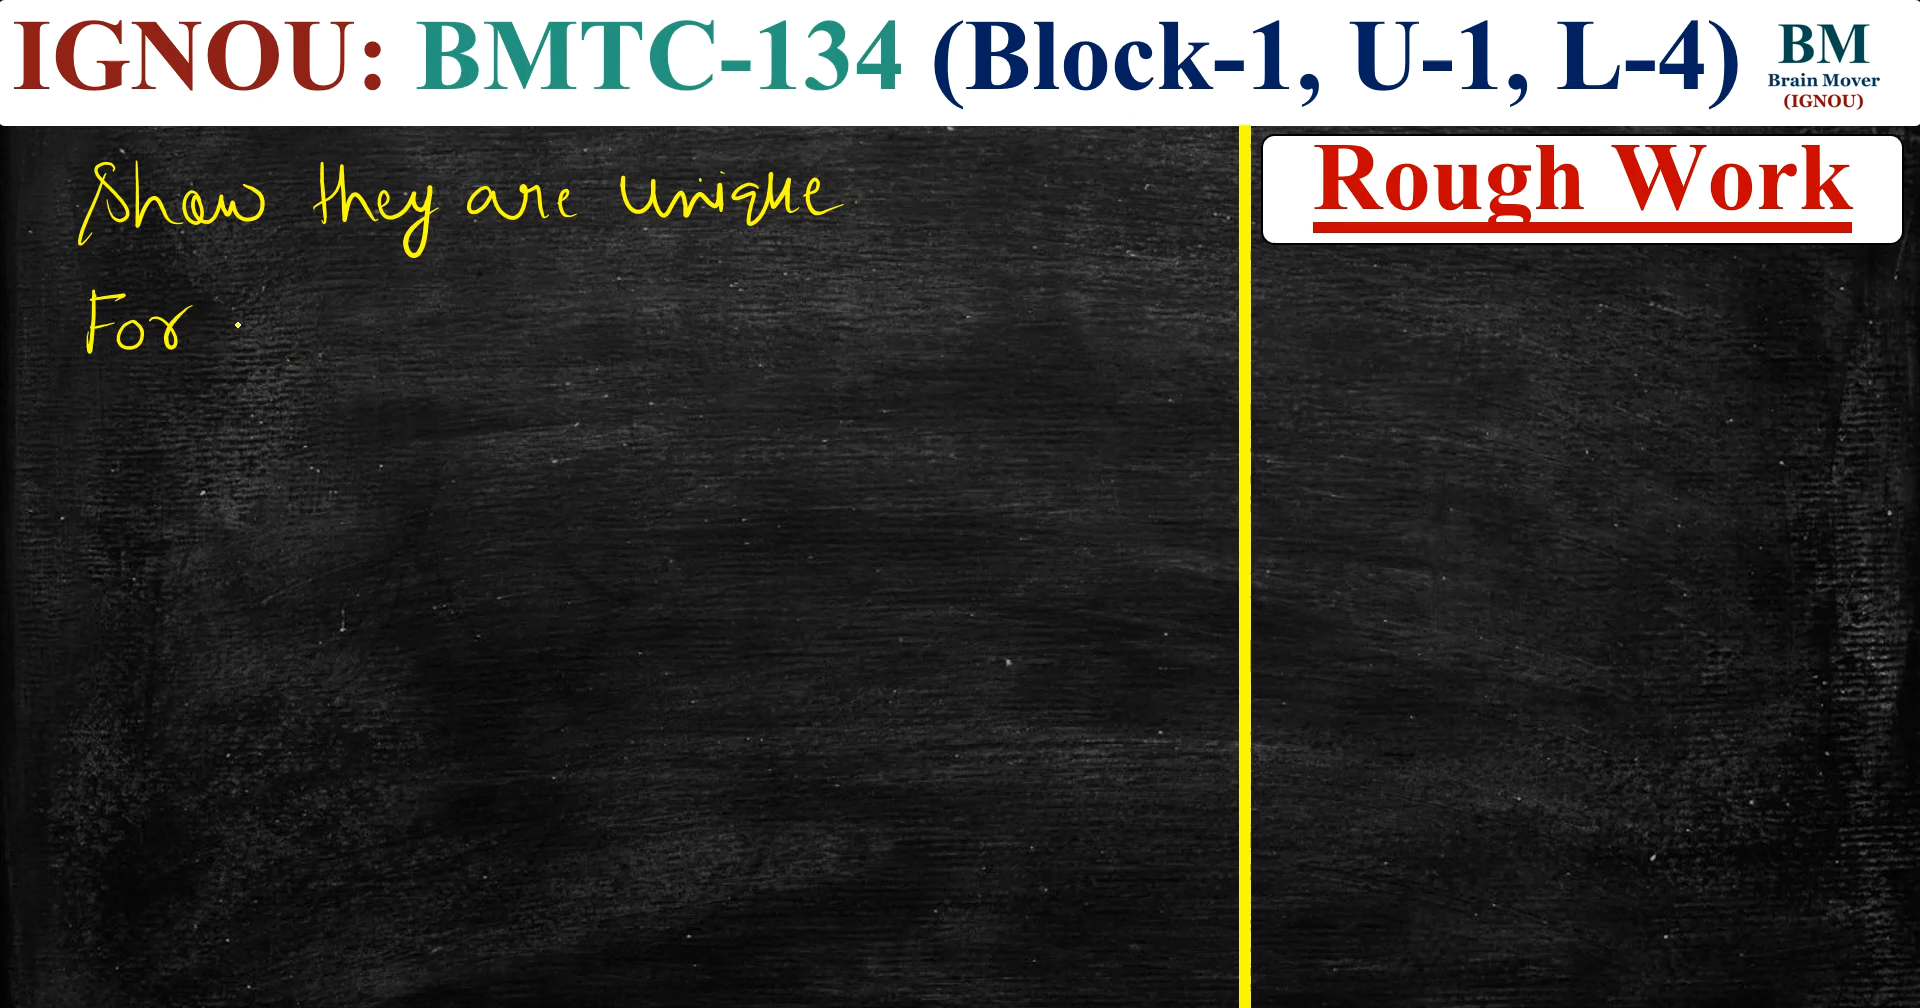 IGNOU: BMTC-134 (Block-1, U-1, L-4)
BM
Brain Mover
(IGNOU)
Rough Work
Show they are unique
For